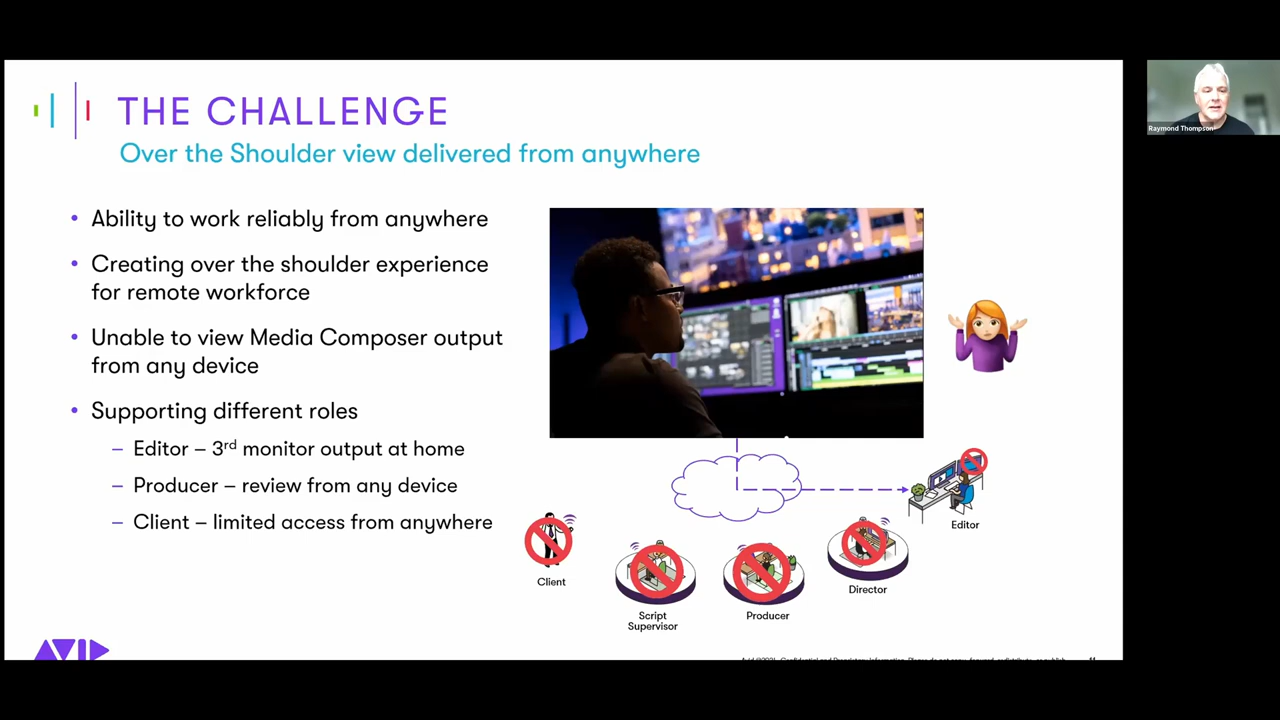 THE CHALLENGE
Over the Shoulder view delivered from anywhere
• Ability to work reliably from anywhere
• Creating over the shoulder experience
for remote workforce
• Unable to view Media Composer output
from any device
• Supporting different roles
– Editor – 3rd monitor output at home
– Producer – review from any device
– Client – limited access from anywhere
Raymond Thompson
Editor
Client
Director
Script
Supervisor
Producer
AVID